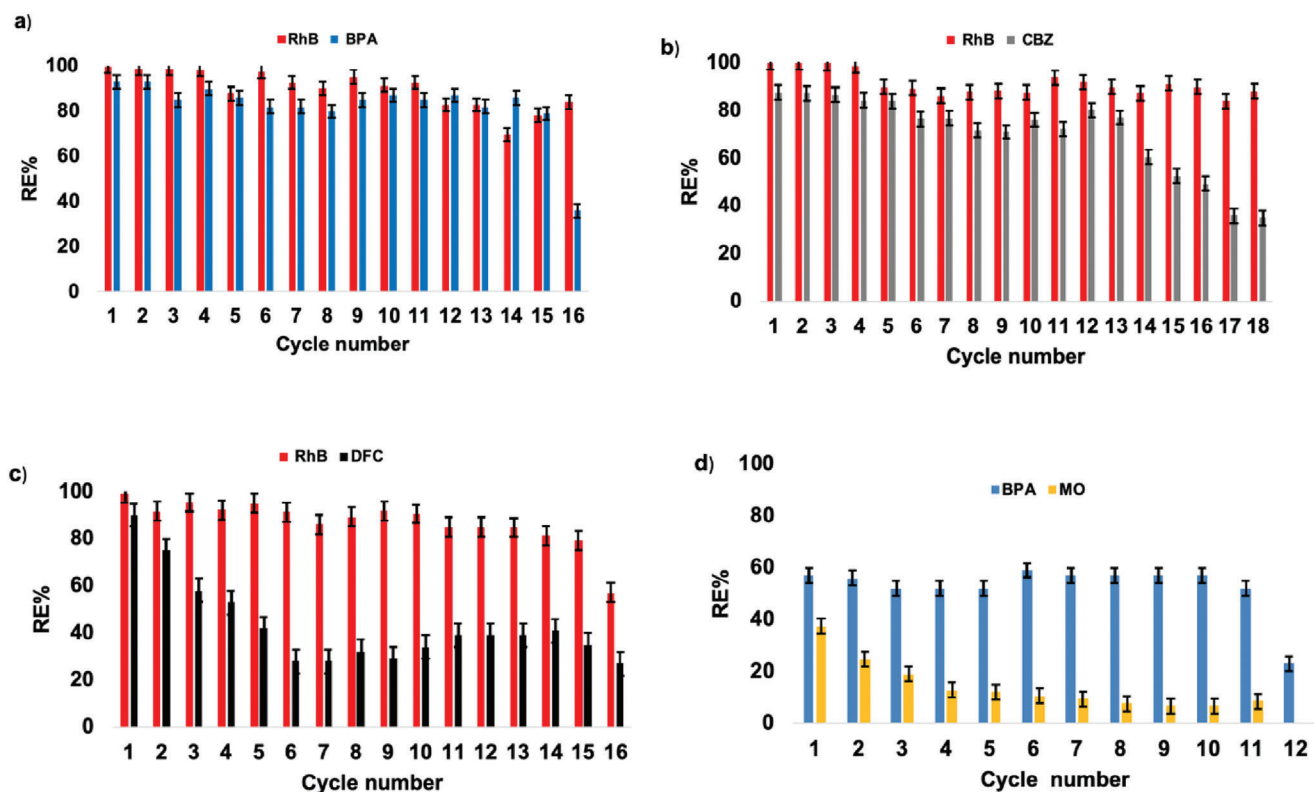 a)
RhB BPA
100
80
60
40
20
0
RE%
1 2 3 4 5 6 7 8 9 10 11 12 13 14 15 16
Cycle number
b)
RhB CBZ
100
80
60
40
20
0
RE%
1 2 3 4 5 6 7 8 9 10 11 12 13 14 15 16 17 18
Cycle number
c)
RhB DFC
100
80
60
40
20
0
RE%
1 2 3 4 5 6 7 8 9 10 11 12 13 14 15 16
Cycle number
d)
BPA MO
100
80
60
40
20
0
RE%
1 2 3 4 5 6 7 8 9 10 11 12
Cycle number